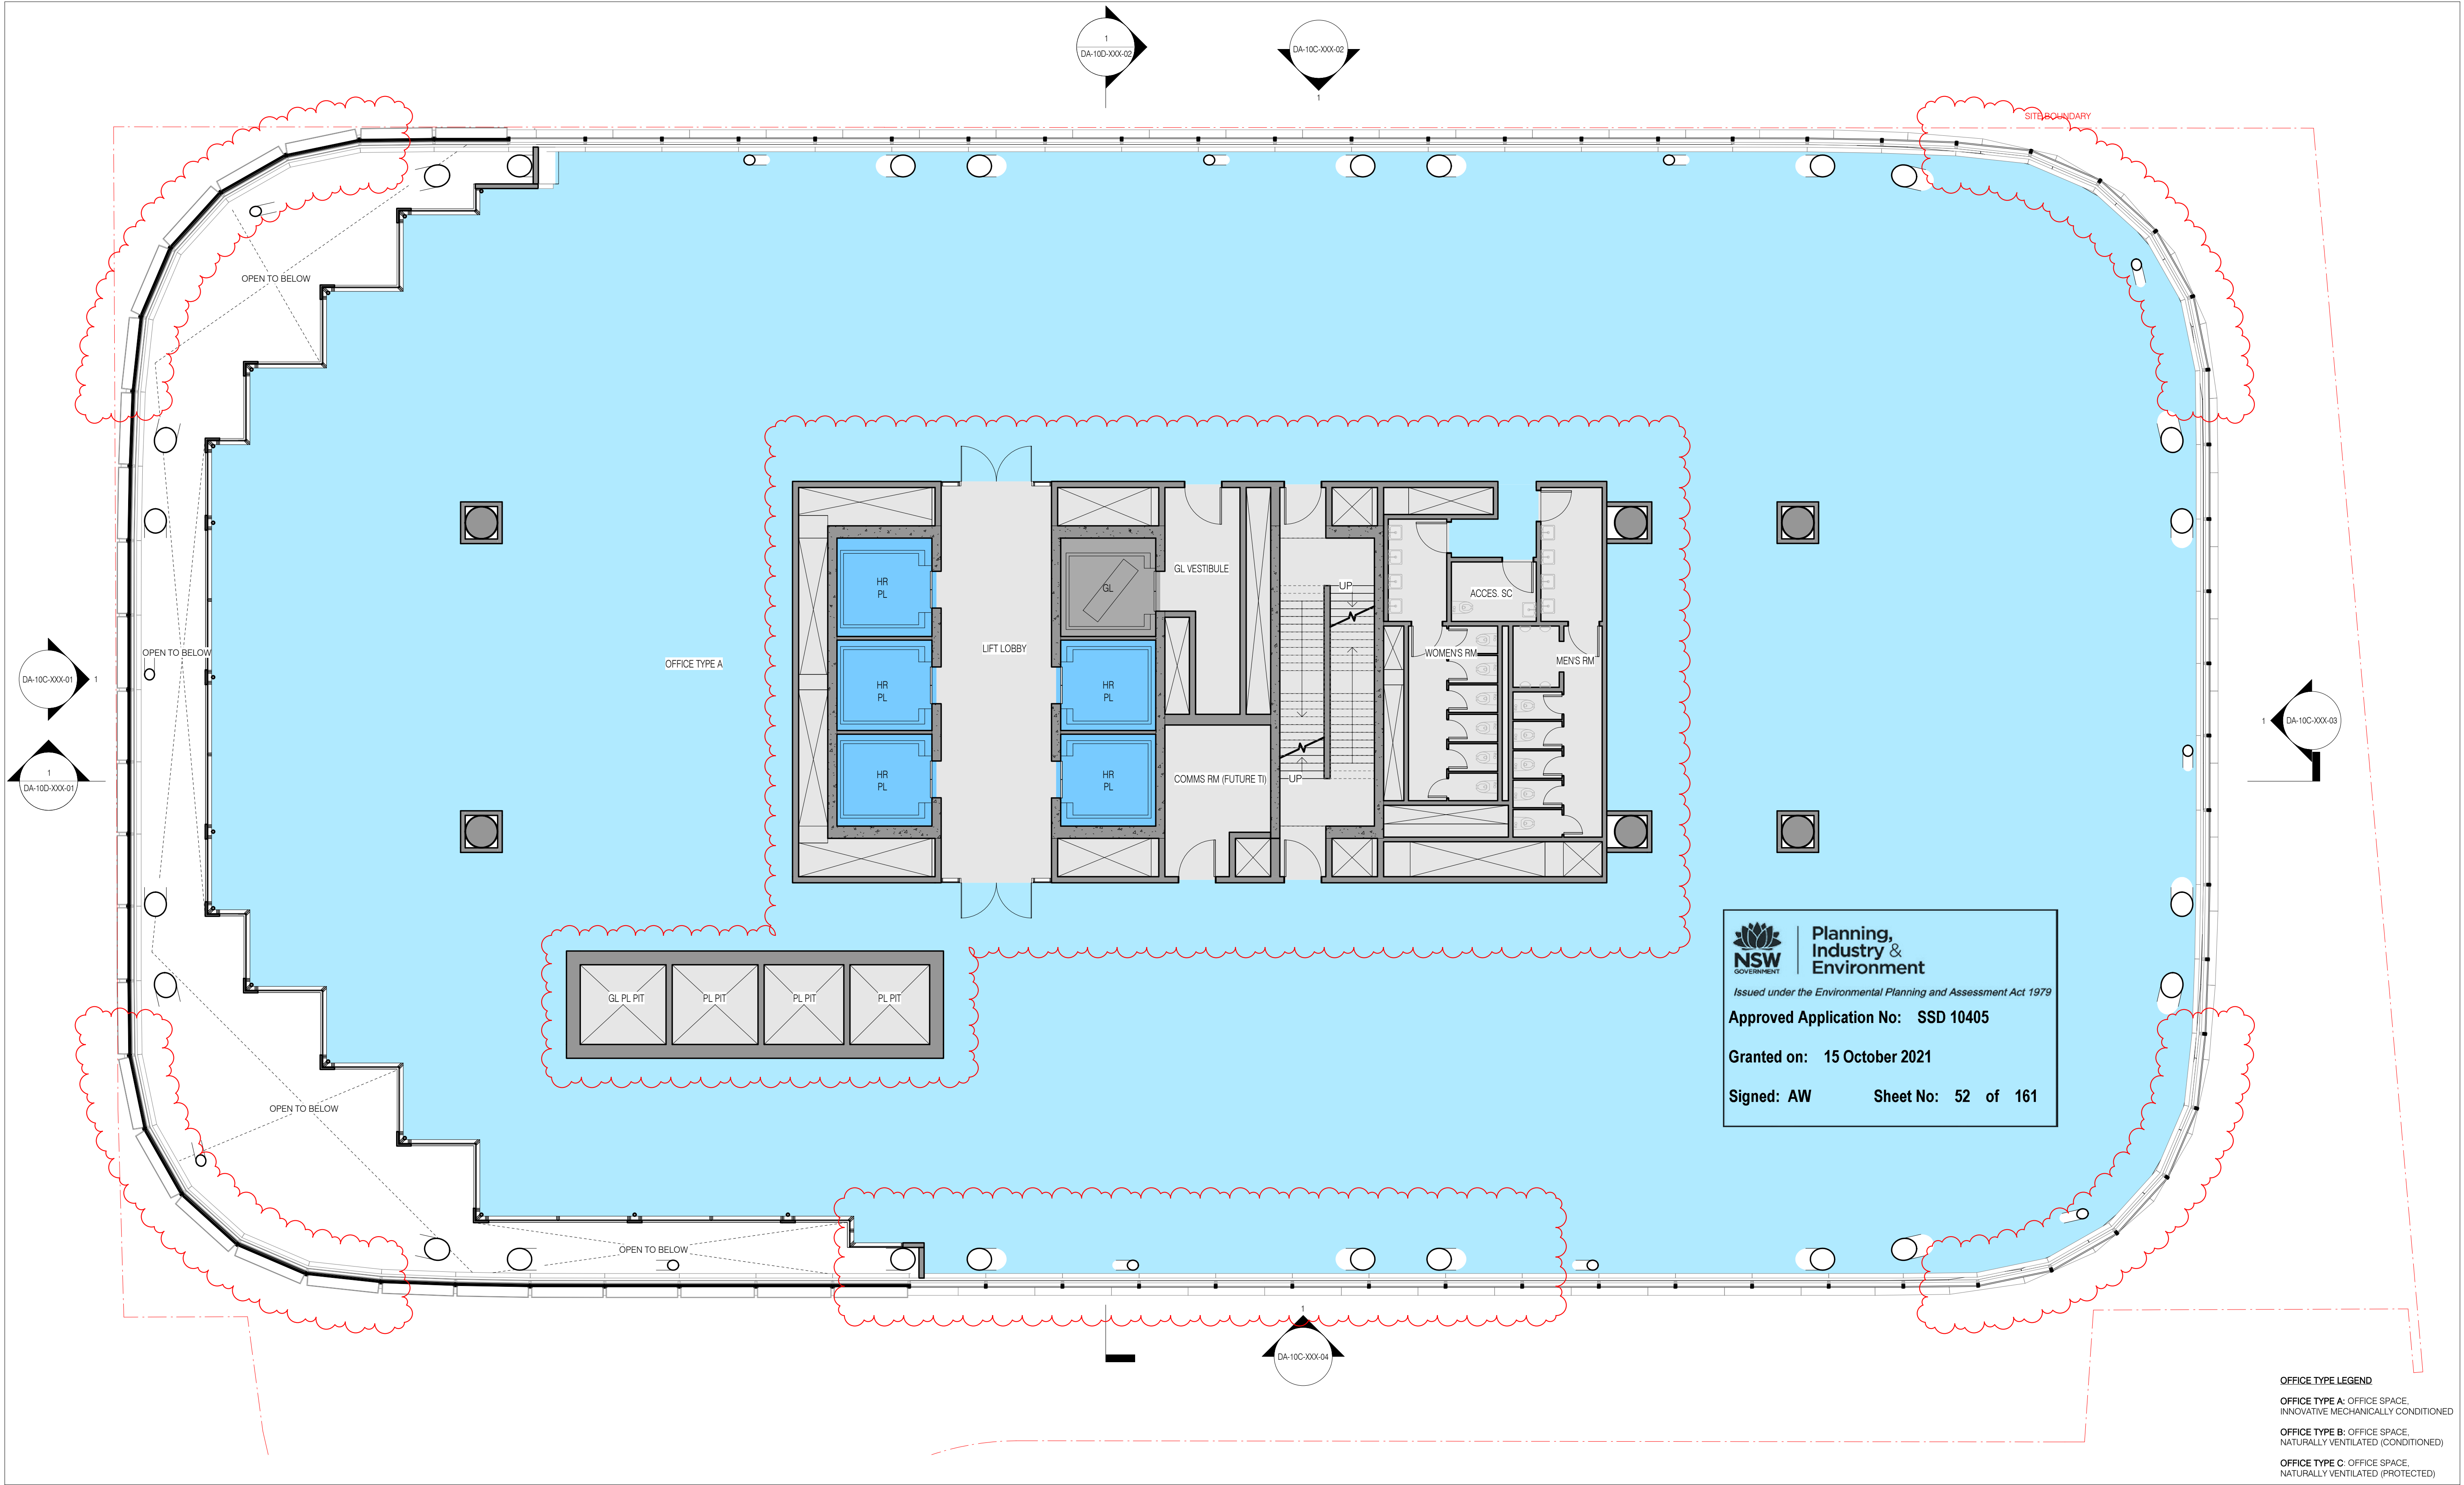 1
DA-10D-XXX-02
DA-10C-XXX-02
1
SITE BOUNDARY
OPEN TO BELOW
OPEN TO BELOW
DA-10C-XXX-01
1
1
DA-10D-XXX-01
OFFICE TYPE A
HR
PL
HR
PL
HR
PL
LIFT LOBBY
GL
HR
PL
HR
PL
GL VESTIBULE
COMMS RM (FUTURE TI)
UP
UP
ACCES. SC
WOMEN'S RM
MEN'S RM
1
DA-10C-XXX-03
GL PL PIT
PL PIT
PL PIT
PL PIT
OPEN TO BELOW
OPEN TO BELOW
NSW
GOVERNMENT
Planning,
Industry &
Environment
Issued under the Environmental Planning and Assessment Act 1979
Approved Application No: SSD 10405
Granted on: 15 October 2021
Signed: AW Sheet No: 52 of 161
1
DA-10C-XXX-04
OFFICE TYPE LEGEND
OFFICE TYPE A: OFFICE SPACE,
INNOVATIVE MECHANICALLY CONDITIONED
OFFICE TYPE B: OFFICE SPACE,
NATURALLY VENTILATED (CONDITIONED)
OFFICE TYPE C: OFFICE SPACE,
NATURALLY VENTILATED (PROTECTED)